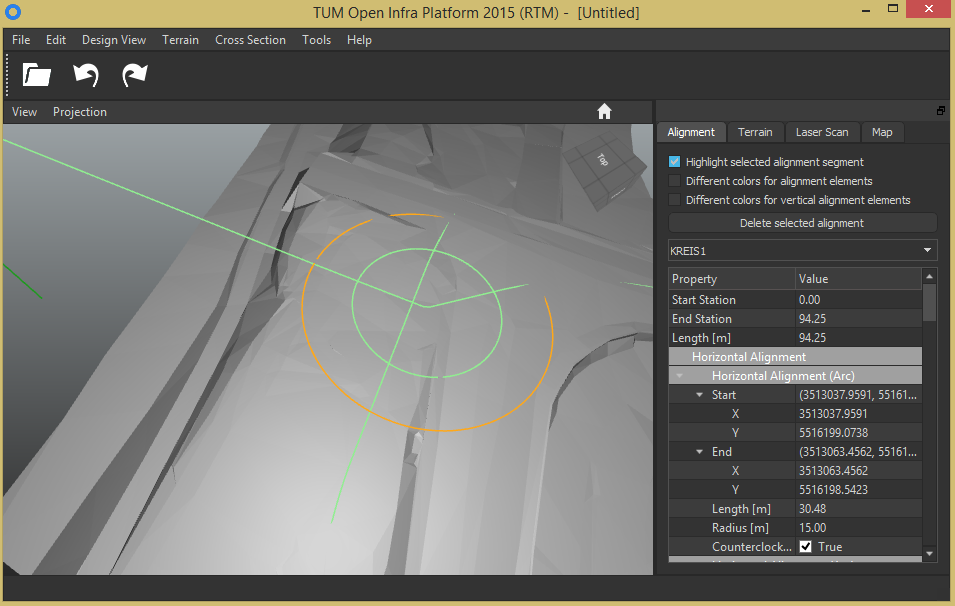 TUM Open Infra Platform 2015 (RTM) - [Untitled]
File Edit Design View Terrain Cross Section Tools Help
View Projection
Alignment Terrain Laser Scan Map
Top
Highlight selected alignment segment
Different colors for alignment elements
Different colors for vertical alignment elements
Delete selected alignment
KREIS1
Property Value
Start Station 0.00
End Station 94.25
Length [m] 94.25
Horizontal Alignment
Horizontal Alignment (Arc)
Start (3513037.9591, 55161...
X 3513037.9591
Y 5516199.0738
End (3513063.4562, 55161...
X 3513063.4562
Y 5516198.5423
Length [m] 30.48
Radius [m] 15.00
Counterclock... True